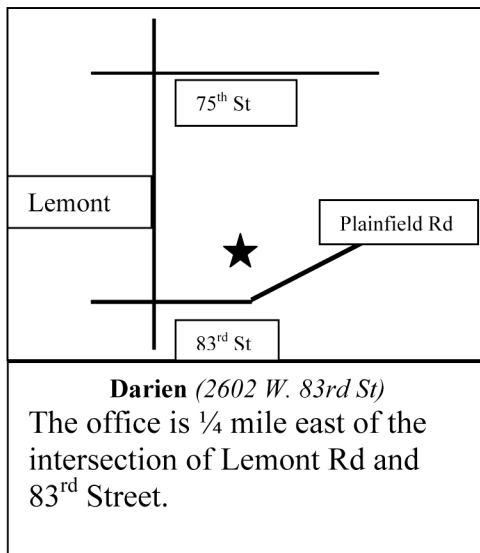 75th St
Lemont
Plainfield Rd
83rd St
Darien (2602 W. 83rd St)
The office is ¼ mile east of the
intersection of Lemont Rd and
83rd Street.